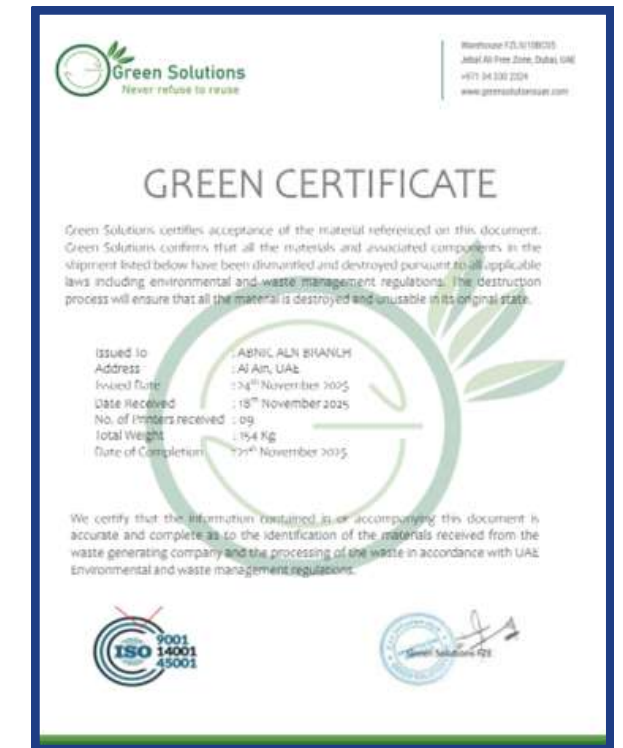 Green Solutions
Never refuse to reuse
Warehouse
Jebel Ali Free Zone, Dubai, UAE
+971 04 330 2324
www.greensolutionsuae.com
GREEN CERTIFICATE
Green Solutions certifies acceptance of the material referenced on this document.
Green Solutions confirms that all the materials and associated components in the
shipment listed below have been dismantled and destroyed pursuant to all applicable
laws including environmental and waste management regulations. The destruction
process will ensure that all the material is destroyed and unusable in its original state.
Issued To : ABNIC ALN BRANCH
Address : Al Ain, UAE
Issued Date : 24th November 2025
Date Received : 18th November 2025
No. of Printers received : 09
Total Weight : 154 Kg
Date of Completion : 21st November 2025
We certify that the information contained in or accompanying this document is
accurate and complete as to the identification of the materials received from the
waste generating company and the processing of the waste in accordance with UAE
Environmental and waste management regulations.
ISO 9001
14001
45001
Green Solutions FZE